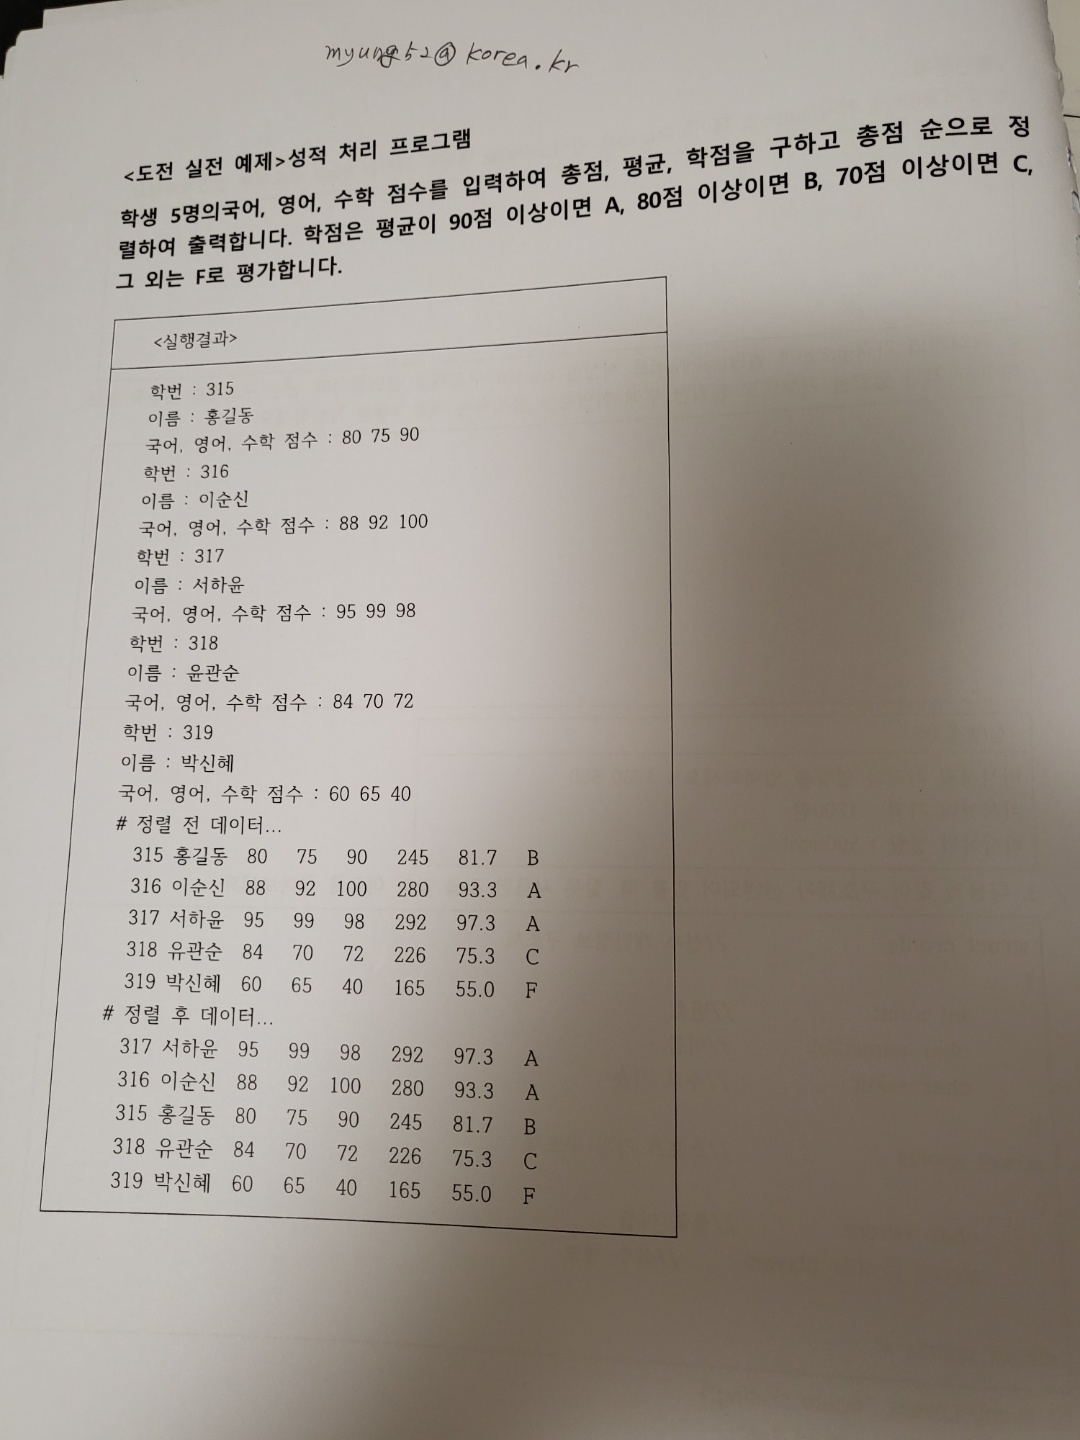 myung52@korea.kr
<도전 실전 예제>성적 처리 프로그램
학생 5명의국어, 영어, 수학 점수를 입력하여 총점, 평균, 학점을 구하고 총점 순으로 정
렬하여 출력합니다. 학점은 평균이 90점 이상이면 A, 80점 이상이면 B, 70점 이상이면 C,
그 외는 F로 평가합니다.
<실행결과>
학번 : 315
이름 : 홍길동
국어, 영어, 수학 점수 : 80 75 90
학번 : 316
이름 : 이순신
국어, 영어, 수학 점수 : 88 92 100
학번 : 317
이름 : 서하윤
국어, 영어, 수학 점수 : 95 99 98
학번 : 318
이름 : 윤관순
국어, 영어, 수학 점수 : 84 70 72
학번 : 319
이름 : 박신혜
국어, 영어, 수학 점수 : 60 65 40
# 정렬 전 데이터...
315 홍길동 80 75 90 245 81.7 B
316 이순신 88 92 100 280 93.3 A
317 서하윤 95 99 98 292 97.3 A
318 유관순 84 70 72 226 75.3 C
319 박신혜 60 65 40 165 55.0 F
# 정렬 후 데이터...
317 서하윤 95 99 98 292 97.3 A
316 이순신 88 92 100 280 93.3 A
315 홍길동 80 75 90 245 81.7 B
318 유관순 84 70 72 226 75.3 C
319 박신혜 60 65 40 165 55.0 F